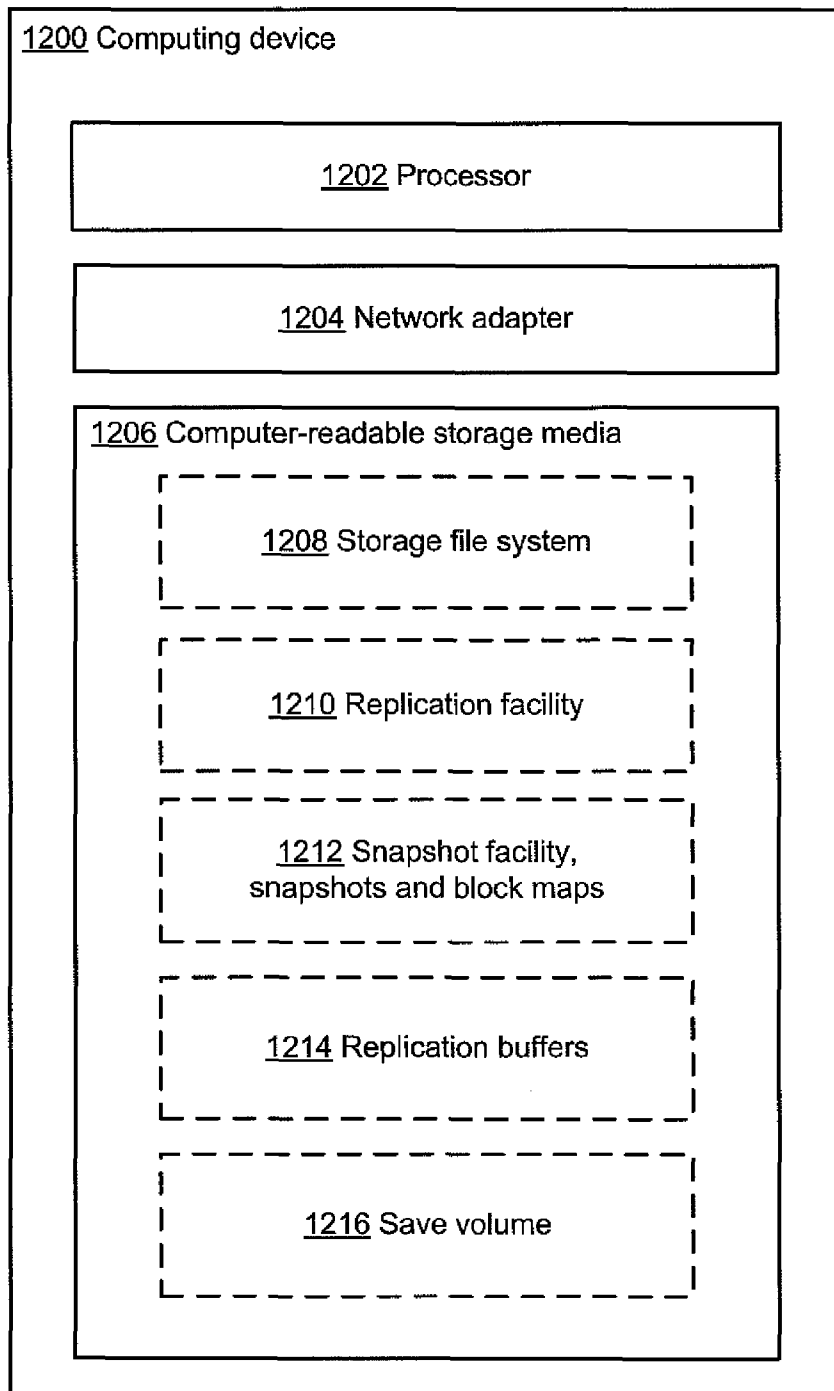 1200 Computing device
1202 Processor
1204 Network adapter
1206 Computer-readable storage media
1208 Storage file system
1210 Replication facility
1212 Snapshot facility,
snapshots and block maps
1214 Replication buffers
1216 Save volume